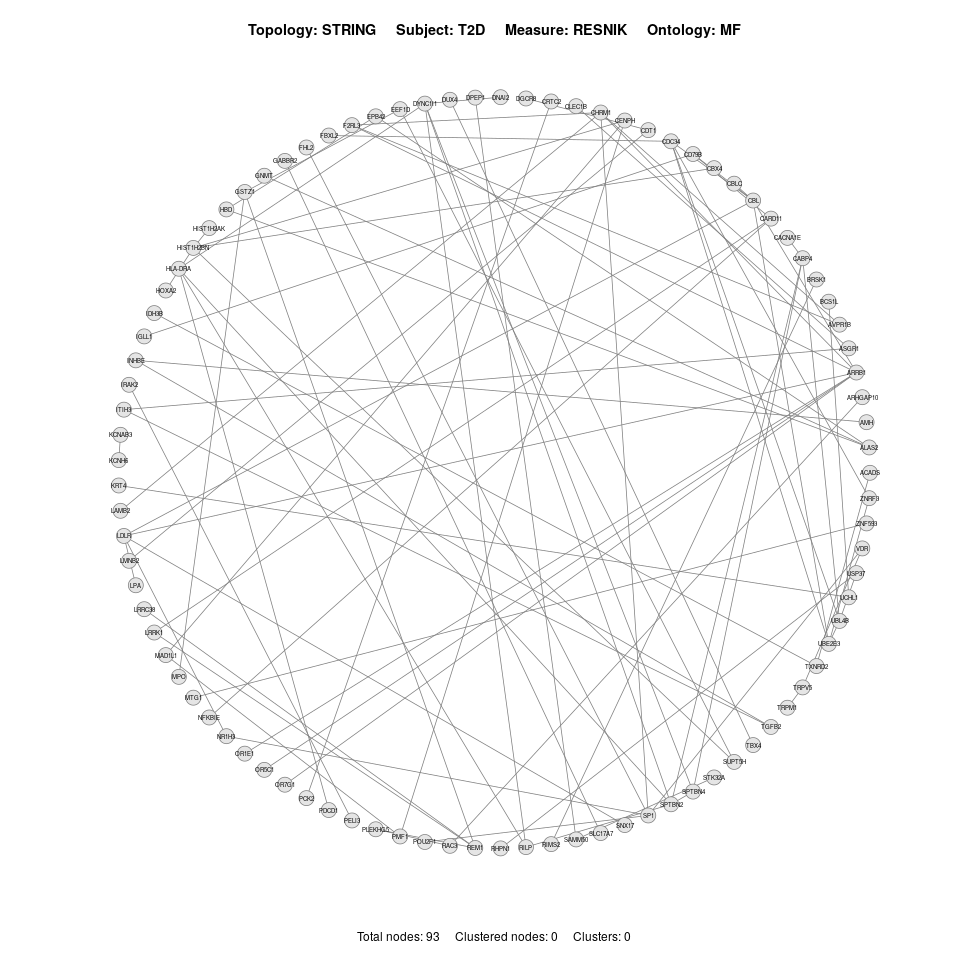 Topology: STRING Subject: T2D Measure: RESNIK Ontology: MF
DYNC1I1
DUX4
DPEP1
DNAI2
DGCR8
CRTC2
CLEC1B
CHRM1
CENPH
CDT1
CDC34
CD79B
CBX4
CBLC
CBL
CARD11
CACNA1E
CABP4
BRSK1
BCS1L
AVPR1B
ASGR1
ARRB1
ARHGAP10
AMH
ALAS2
ACADS
ZNRF3
ZNF593
VDR
USP37
UCHL1
UBL4B
UBE2E3
TXNRD2
TRPV5
TRPM1
TGFB2
TBX4
SUPT5H
STK32A
SPTBN4
SPTBN2
SP1
SNX17
SLC17A7
SAMM50
RIMS2
RILP
RHPN1
REM1
RAC3
POU2F1
PMF1
PLEKHG5
PELI3
PDCD1
PCK2
OR7G1
OR5C1
OR1E1
NR1H3
NFKBIE
MTG1
MPO
MAD1L1
LRRK1
LRRC38
LPA
LMNB2
LDLR
LAMB2
KRT4
KCNH6
KCNAB3
ITIH3
IRAK2
INHBE
IGLL1
IDH3B
HOXA2
HLA-DRA
HIST1H2BN
HIST1H2AK
HBD
GSTZ1
GNMT
GABBR2
FHL2
FBXL2
F2RL3
EPB42
EEF1D
Total nodes: 93 Clustered nodes: 0 Clusters: 0